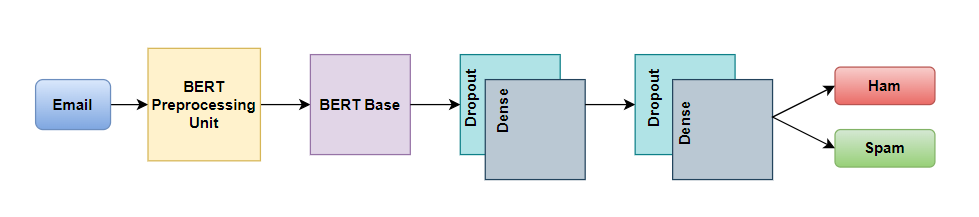 Email
BERT
Preprocessing
Unit
BERT Base
Dropout
Dense
Dropout
Dense
Ham
Spam